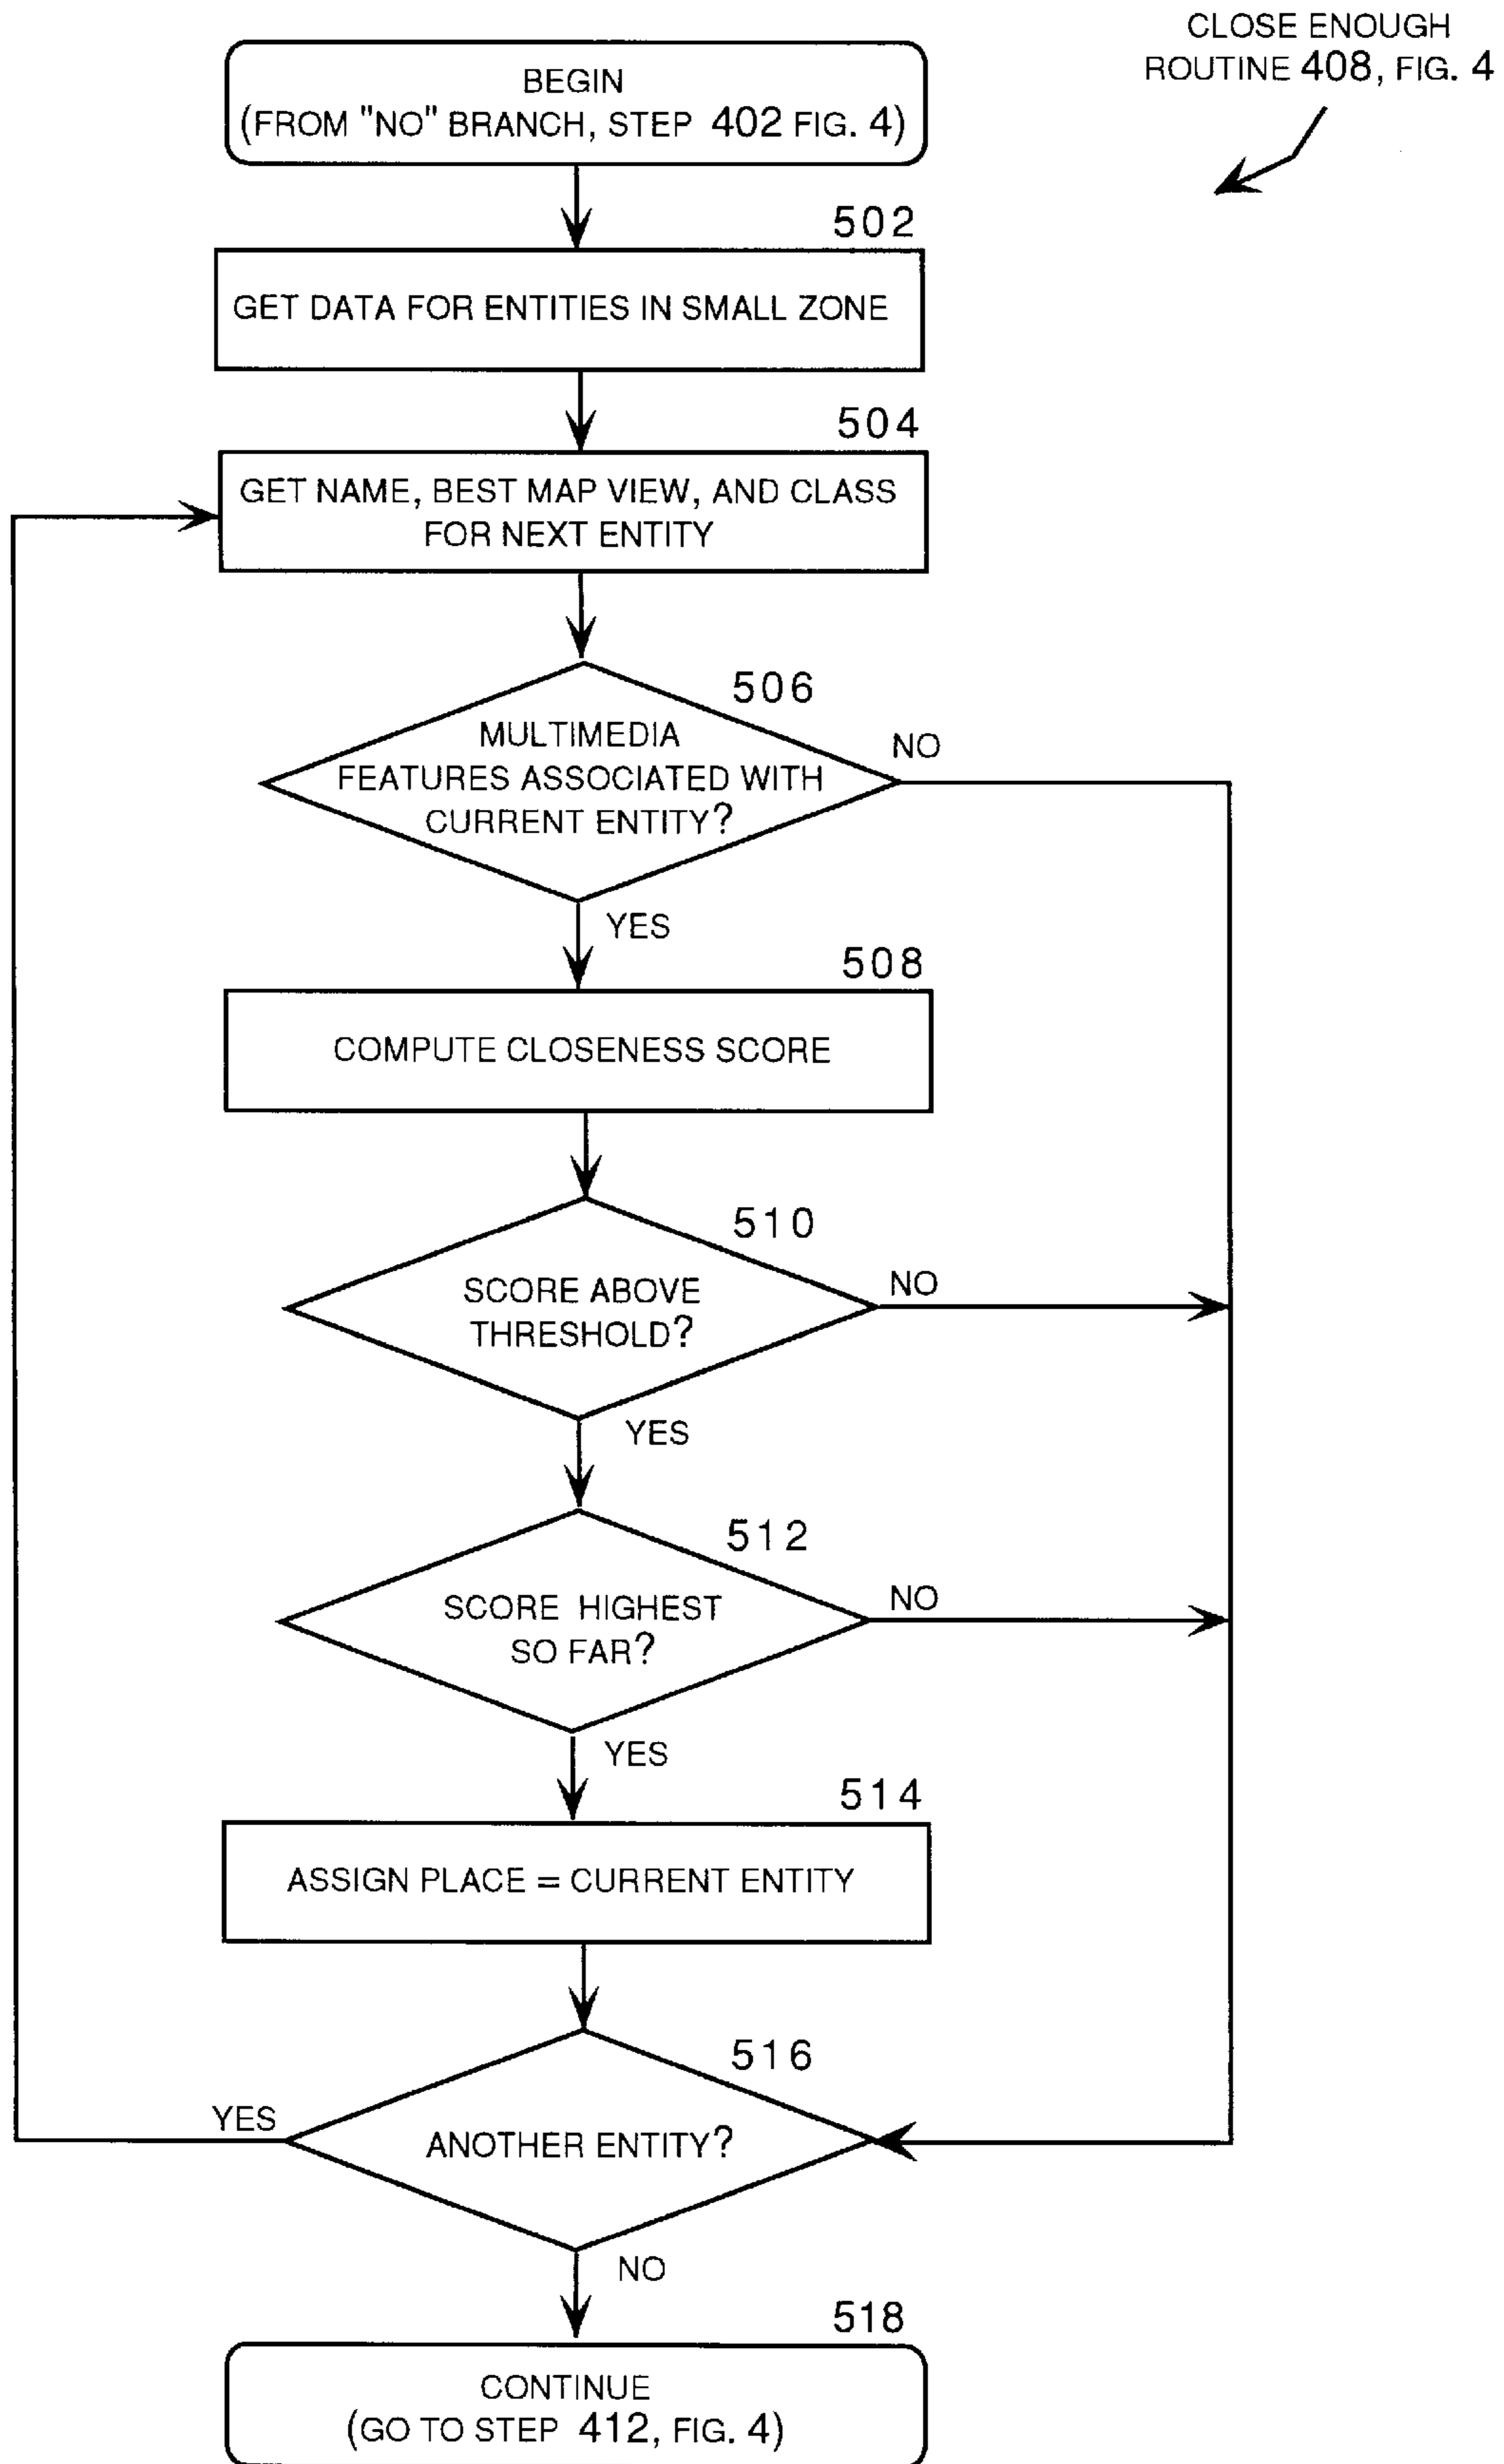 CLOSE ENOUGH
ROUTINE 408, FIG. 4
BEGIN
(FROM "NO" BRANCH, STEP 402 FIG. 4)
502
GET DATA FOR ENTITIES IN SMALL ZONE
504
GET NAME, BEST MAP VIEW, AND CLASS
FOR NEXT ENTITY
506
MULTIMEDIA
FEATURES ASSOCIATED WITH
CURRENT ENTITY?
NO
YES
508
COMPUTE CLOSENESS SCORE
510
SCORE ABOVE
THRESHOLD?
NO
YES
512
SCORE HIGHEST
SO FAR?
NO
YES
514
ASSIGN PLACE = CURRENT ENTITY
516
ANOTHER ENTITY?
YES
NO
518
CONTINUE
(GO TO STEP 412, FIG. 4)